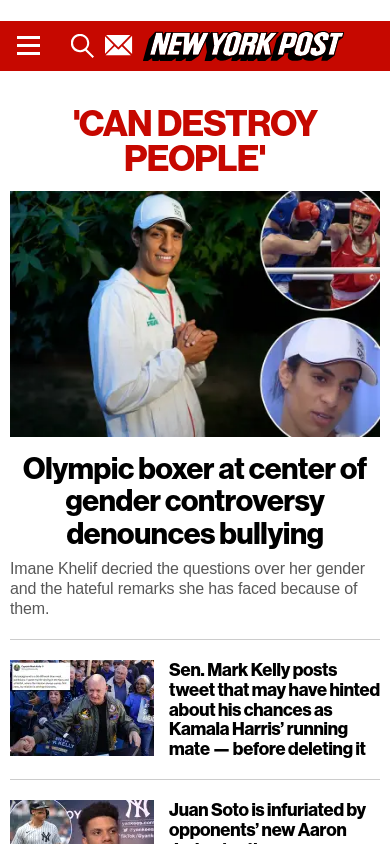 NEW YORK POST
'CAN DESTROY
PEOPLE'
Olympic boxer at center of
gender controversy
denounces bullying
Imane Khelif decried the questions over her gender
and the hateful remarks she has faced because of
them.
Sen. Mark Kelly posts
tweet that may have hinted
about his chances as
Kamala Harris’ running
mate — before deleting it
Juan Soto is infuriated by
opponents’ new Aaron